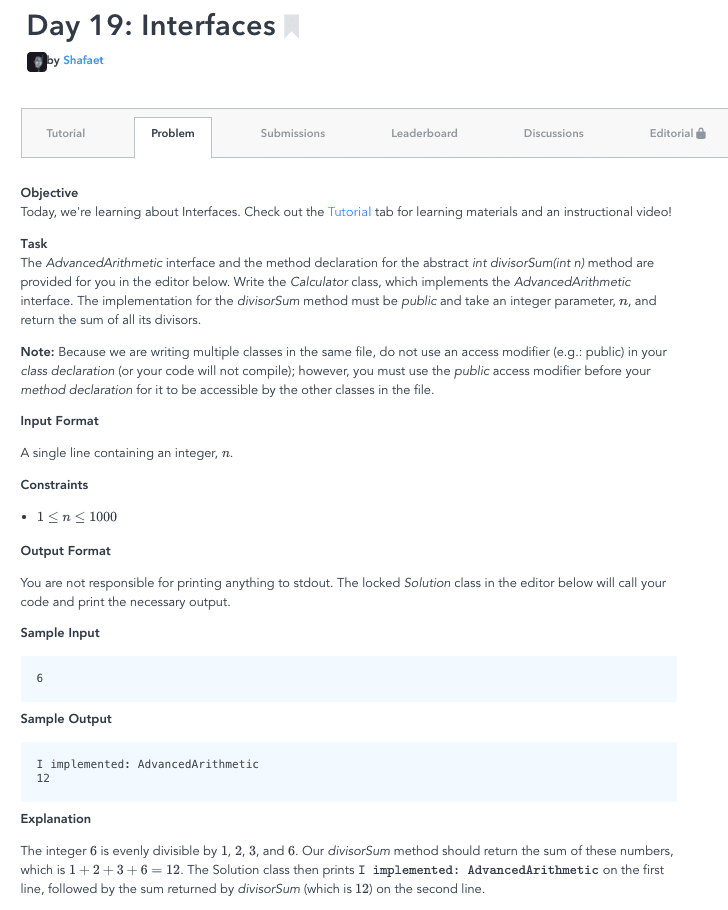 Day 19: Interfaces
by Shafaet
Tutorial Problem Submissions Leaderboard Discussions Editorial
Objective
Today, we're learning about Interfaces. Check out the Tutorial tab for learning materials and an instructional video!
Task
The AdvancedArithmetic interface and the method declaration for the abstract int divisorSum(int n) method are
provided for you in the editor below. Write the Calculator class, which implements the AdvancedArithmetic
interface. The implementation for the divisorSum method must be public and take an integer parameter, n, and
return the sum of all its divisors.
Note: Because we are writing multiple classes in the same file, do not use an access modifier (e.g.: public) in your
class declaration (or your code will not compile); however, you must use the public access modifier before your
method declaration for it to be accessible by the other classes in the file.
Input Format
A single line containing an integer, n.
Constraints
• 1 ≤ n ≤ 1000
Output Format
You are not responsible for printing anything to stdout. The locked Solution class in the editor below will call your
code and print the necessary output.
Sample Input
6
Sample Output
I implemented: AdvancedArithmetic
12
Explanation
The integer 6 is evenly divisible by 1, 2, 3, and 6. Our divisorSum method should return the sum of these numbers,
which is 1 + 2 + 3 + 6 = 12. The Solution class then prints I implemented: AdvancedArithmetic on the first
line, followed by the sum returned by divisorSum (which is 12) on the second line.